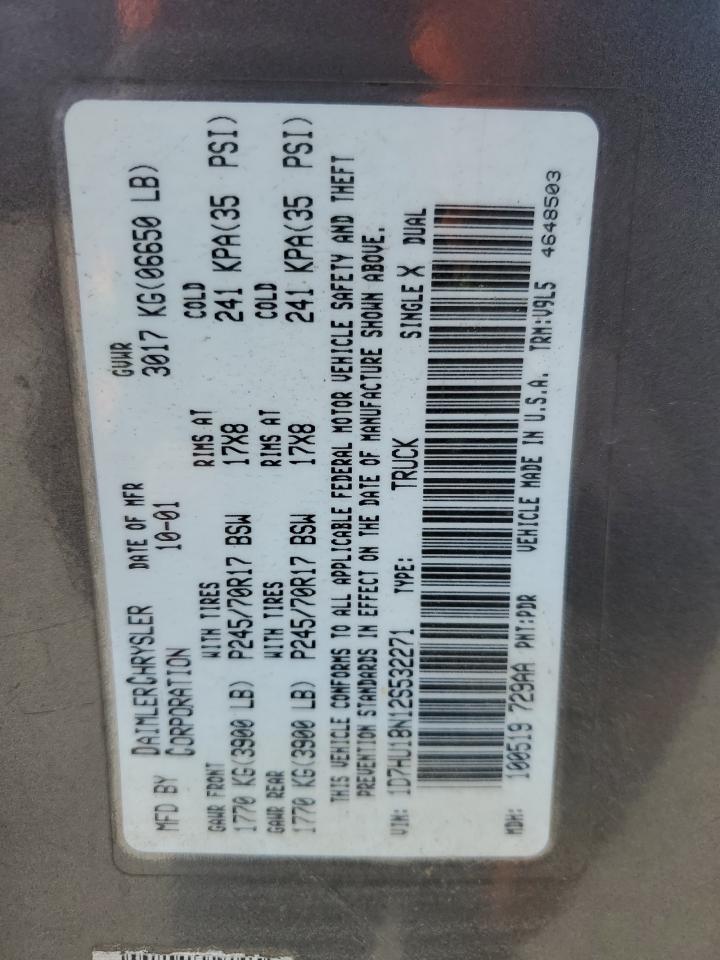 MFD BY DAIMLERCHRYSLER CORPORATION DATE OF MFR 10-01 GVWR 3017 KG(06650 LB)
GAWR FRONT WITH TIRES RIMS AT COLD
1770 KG(3900 LB) P245/70R17 BSW 17X8 241 KPA(35 PSI)
GAWR REAR WITH TIRES RIMS AT COLD
1770 KG(3900 LB) P245/70R17 BSW 17X8 241 KPA(35 PSI)
THIS VEHICLE CONFORMS TO ALL APPLICABLE FEDERAL MOTOR VEHICLE SAFETY AND THEFT
PREVENTION STANDARDS IN EFFECT ON THE DATE OF MANUFACTURE SHOWN ABOVE.
VIN: 1D7HU18N12S532271 TYPE: TRUCK SINGLE X DUAL
MDH: 100519 729AA PNT:PDR VEHICLE MADE IN U.S.A. TRM:V9L5 4648503